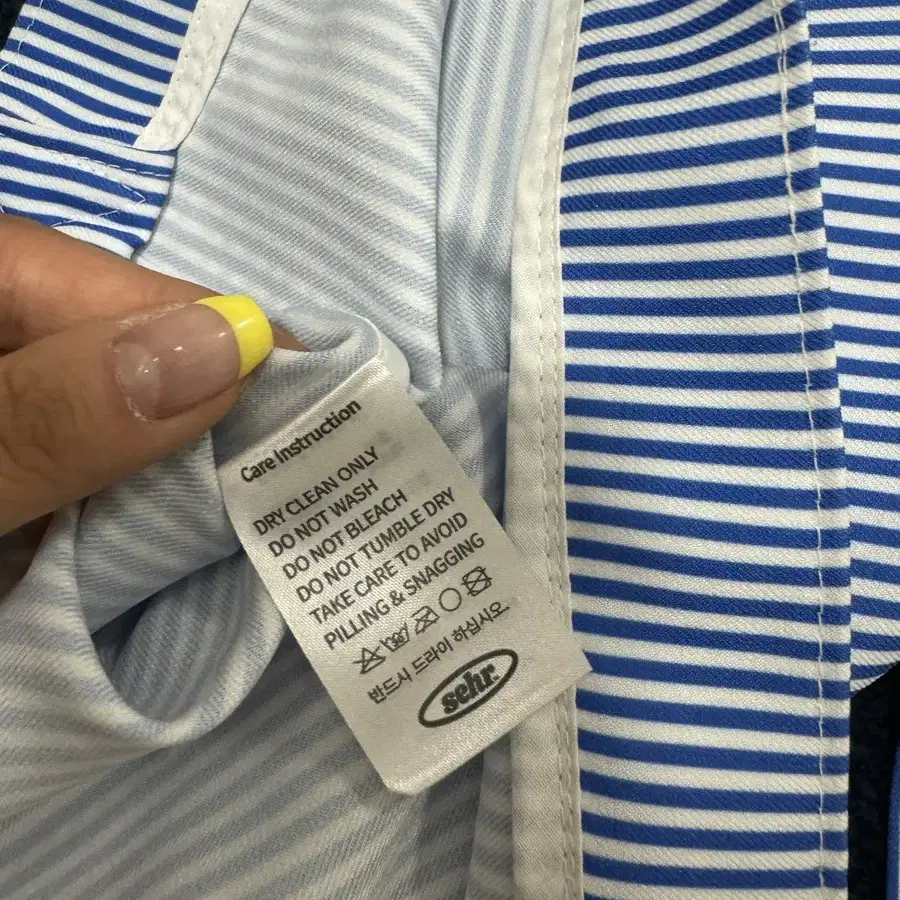 Care Instruction
DRY CLEAN ONLY
DO NOT WASH
DO NOT BLEACH
DO NOT TUMBLE DRY
TAKE CARE TO AVOID
PILLING & SNAGGING
반드시 드라이 하십시오.
sehr.